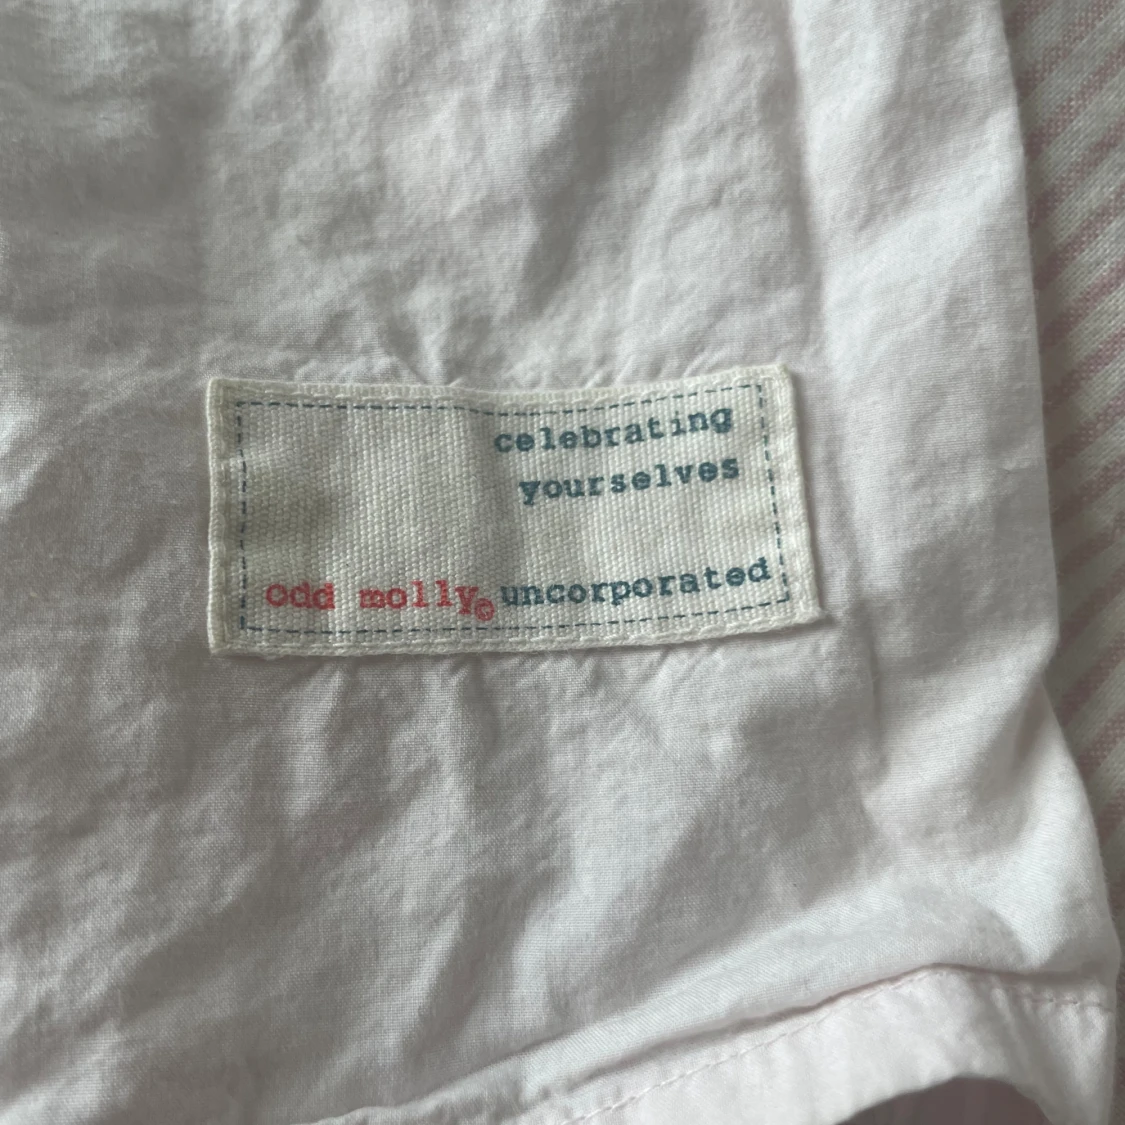 celebrating
yourselves
odd molly© uncorporated